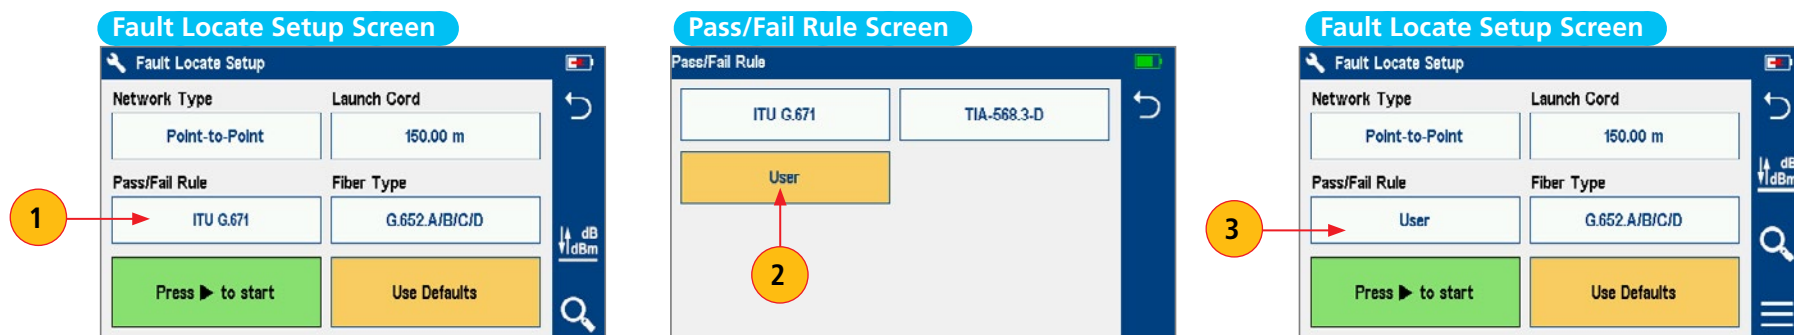 Fault Locate Setup Screen
Fault Locate Setup
Network Type
Launch Cord
Point-to-Point
150.00 m
Pass/Fail Rule
Fiber Type
1
ITU G.671
G.652.A/B/C/D
dB
dBm
Press ▶ to start
Use Defaults
Pass/Fail Rule Screen
Pass/Fail Rule
ITU G.671
TIA-568.3-D
User
2
Fault Locate Setup Screen
Fault Locate Setup
Network Type
Launch Cord
Point-to-Point
150.00 m
dB
dBm
Pass/Fail Rule
Fiber Type
3
User
G.652.A/B/C/D
Press ▶ to start
Use Defaults